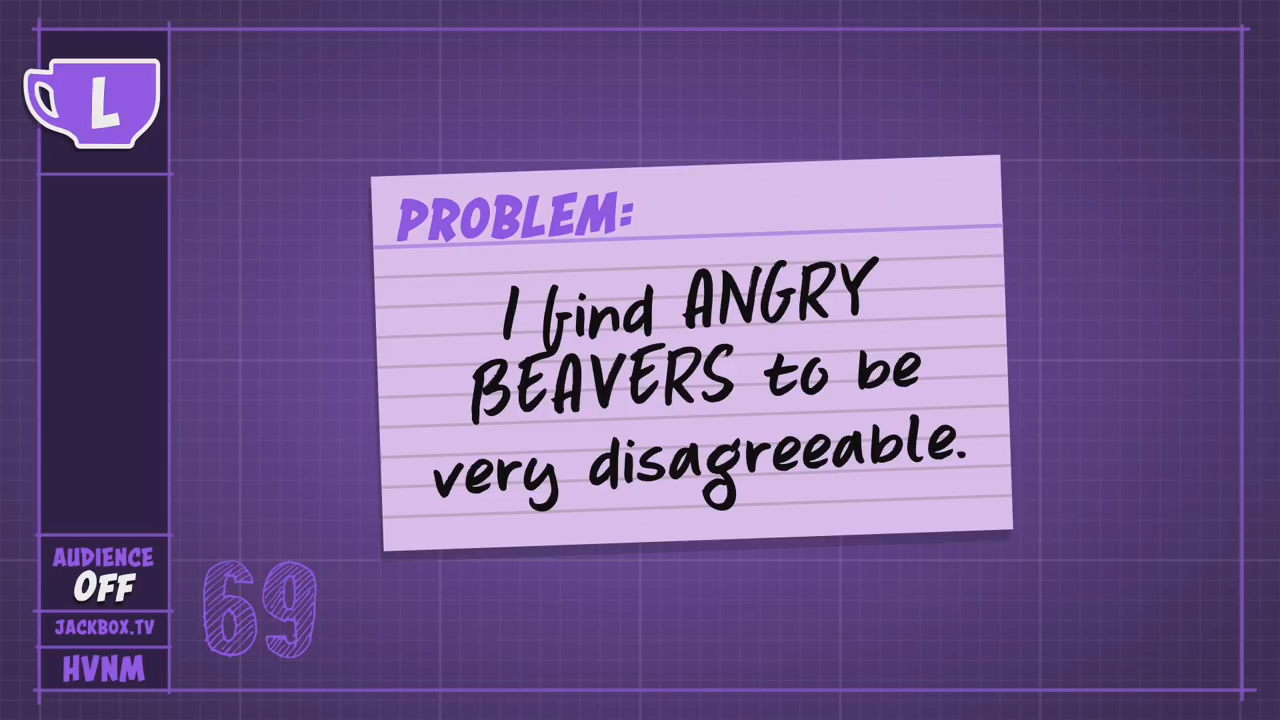 L
PROBLEM:
I find ANGRY
BEAVERS to be
very disagreeable.
AUDIENCE
OFF
JACKBOX.TV
HVNM
69